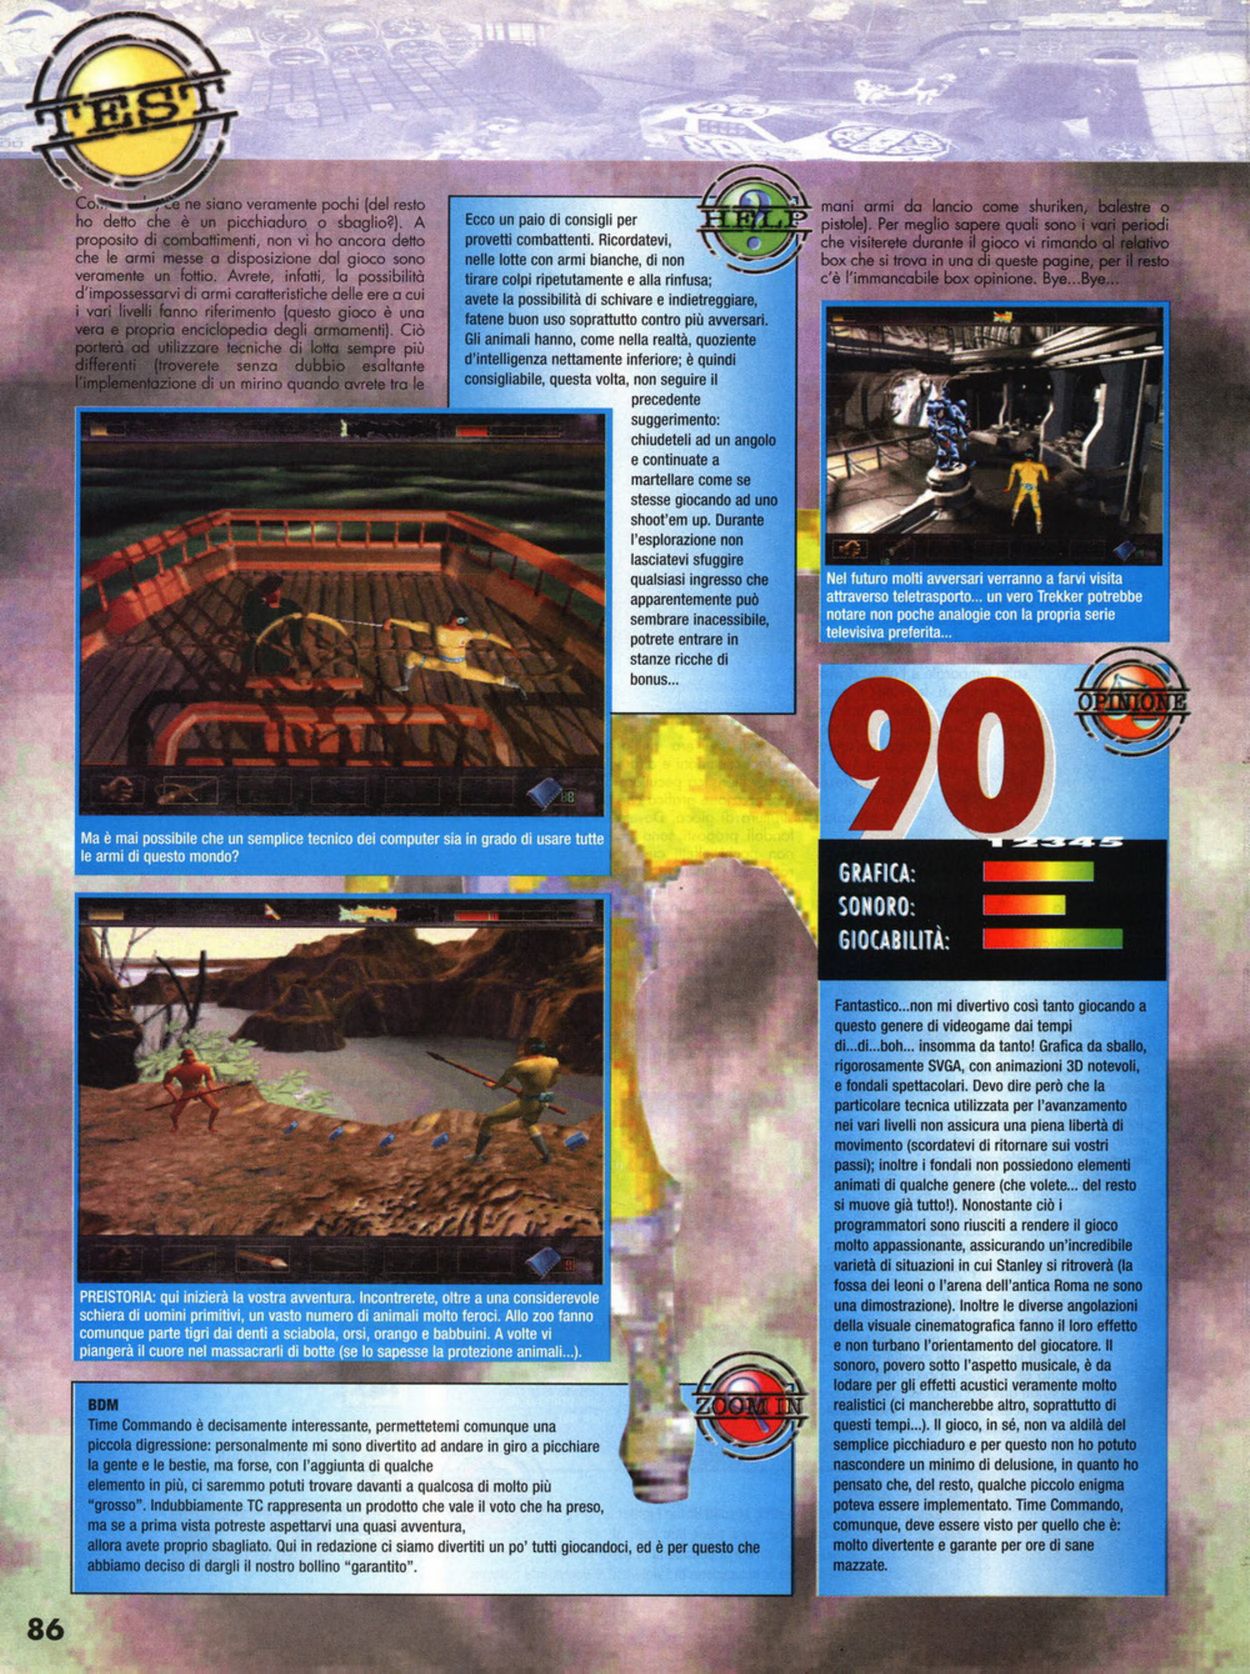 TEST
ce ne siano veramente pochi (del resto
ho detto che è un picchiaduro o sbaglio?). A
proposito di combattimenti, non vi ho ancora detto
che le armi messe a disposizione dal gioco sono
veramente un fottio. Avrete, infatti, la possibilità
d'impossessarvi di armi caratteristiche delle ere a cui
i vari livelli fanno riferimento (questo gioco è una
vera e propria enciclopedia degli armamenti). Ciò
porterà ad utilizzare tecniche di lotta sempre più
differenti (troverete senza dubbio esaltante
l'implementazione di un mirino quando avrete tra le
mani armi da lancio come shuriken, balestre o
pistole). Per meglio sapere quali sono i vari periodi
che visiterete durante il gioco vi rimando al relativo
box che si trova in una di queste pagine, per il resto
c'è l'immancabile box opinione. Bye...Bye...
HELP
Ecco un paio di consigli per
provetti combattenti. Ricordatevi,
nelle lotte con armi bianche, di non
tirare colpi ripetutamente e alla rinfusa;
avete la possibilità di schivare e indietreggiare,
fatene buon uso soprattutto contro più avversari.
Gli animali hanno, come nella realtà, quoziente
d'intelligenza nettamente inferiore; è quindi
consigliabile, questa volta, non seguire il
precedente
suggerimento:
chiudeteli ad un angolo
e continuate a
martellare come se
stesse giocando ad uno
shoot'em up. Durante
l'esplorazione non
lasciatevi sfuggire
qualsiasi ingresso che
apparentemente può
sembrare inacessibile,
potrete entrare in
stanze ricche di
bonus...
Nel futuro molti avversari verranno a farvi visita
attraverso teletrasporto... un vero Trekker potrebbe
notare non poche analogie con la propria serie
televisiva preferita...
Ma è mai possibile che un semplice tecnico dei computer sia in grado di usare tutte
le armi di questo mondo?
PREISTORIA: qui inizierà la vostra avventura. Incontrerete, oltre a una considerevole
schiera di uomini primitivi, un vasto numero di animali molto feroci. Allo zoo fanno
comunque parte tigri dai denti a sciabola, orsi, orango e babbuini. A volte vi
piangerà il cuore nel massacrarli di botte (se lo sapesse la protezione animali...).
ZOOM IN
BDM
Time Commando è decisamente interessante, permettetemi comunque una
piccola digressione: personalmente mi sono divertito ad andare in giro a picchiare
la gente e le bestie, ma forse, con l'aggiunta di qualche
elemento in più, ci saremmo potuti trovare davanti a qualcosa di molto più
“grosso”. Indubbiamente TC rappresenta un prodotto che vale il voto che ha preso,
ma se a prima vista potreste aspettarvi una quasi avventura,
allora avete proprio sbagliato. Qui in redazione ci siamo divertiti un po' tutti giocandoci, ed è per questo che
abbiamo deciso di dargli il nostro bollino “garantito”.
OPINIONE
90
12345
GRAFICA:
SONORO:
GIOCABILITÀ:
Fantastico...non mi divertivo così tanto giocando a
questo genere di videogame dai tempi
di...di...boh... insomma da tanto! Grafica da sballo,
rigorosamente SVGA, con animazioni 3D notevoli,
e fondali spettacolari. Devo dire però che la
particolare tecnica utilizzata per l'avanzamento
nei vari livelli non assicura una piena libertà di
movimento (scordatevi di ritornare sui vostri
passi); inoltre i fondali non possiedono elementi
animati di qualche genere (che volete... del resto
si muove già tutto!). Nonostante ciò i
programmatori sono riusciti a rendere il gioco
molto appassionante, assicurando un'incredibile
varietà di situazioni in cui Stanley si ritroverà (la
fossa dei leoni o l'arena dell'antica Roma ne sono
una dimostrazione). Inoltre le diverse angolazioni
della visuale cinematografica fanno il loro effetto
e non turbano l'orientamento del giocatore. Il
sonoro, povero sotto l'aspetto musicale, è da
lodare per gli effetti acustici veramente molto
realistici (ci mancherebbe altro, soprattutto di
questi tempi...). Il gioco, in sé, non va aldilà del
semplice picchiaduro e per questo non ho potuto
nascondere un minimo di delusione, in quanto ho
pensato che, del resto, qualche piccolo enigma
poteva essere implementato. Time Commando,
comunque, deve essere visto per quello che è:
molto divertente e garante per ore di sane
mazzate.
86